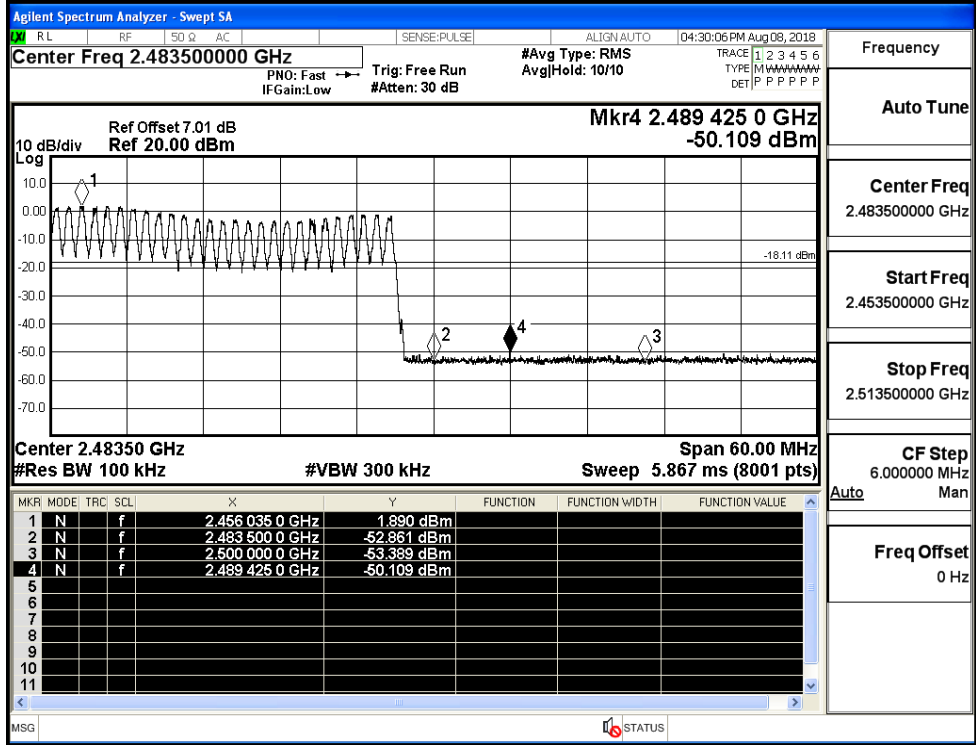 Agilent Spectrum Analyzer - Swept SA
LXI RL RF 50 Ω AC SENSE:PULSE ALIGN AUTO 04:30:06 PM Aug 08, 2018
Center Freq 2.483500000 GHz
PNO: Fast
IFGain:Low
Trig: Free Run
#Atten: 30 dB
#Avg Type: RMS
Avg|Hold: 10/10
TRACE 1 2 3 4 5 6
TYPE M WWWWW
DET P P P P P P
Ref Offset 7.01 dB
10 dB/div Ref 20.00 dBm
Log
Mkr4 2.489 425 0 GHz
-50.109 dBm
10.0
0.00
-10.0
-20.0
-30.0
-40.0
-50.0
-60.0
-70.0
1
2
4
3
-18.11 dBm
Center 2.48350 GHz Span 60.00 MHz
#Res BW 100 kHz #VBW 300 kHz Sweep 5.867 ms (8001 pts)
MKR MODE TRC SCL X Y FUNCTION FUNCTION WIDTH FUNCTION VALUE
1 N f 2.456 035 0 GHz 1.890 dBm
2 N f 2.483 500 0 GHz -52.861 dBm
3 N f 2.500 000 0 GHz -53.389 dBm
4 N f 2.489 425 0 GHz -50.109 dBm
5
6
7
8
9
10
11
MSG STATUS
Frequency
Auto Tune
Center Freq
2.483500000 GHz
Start Freq
2.453500000 GHz
Stop Freq
2.513500000 GHz
CF Step
6.000000 MHz
Auto Man
Freq Offset
0 Hz